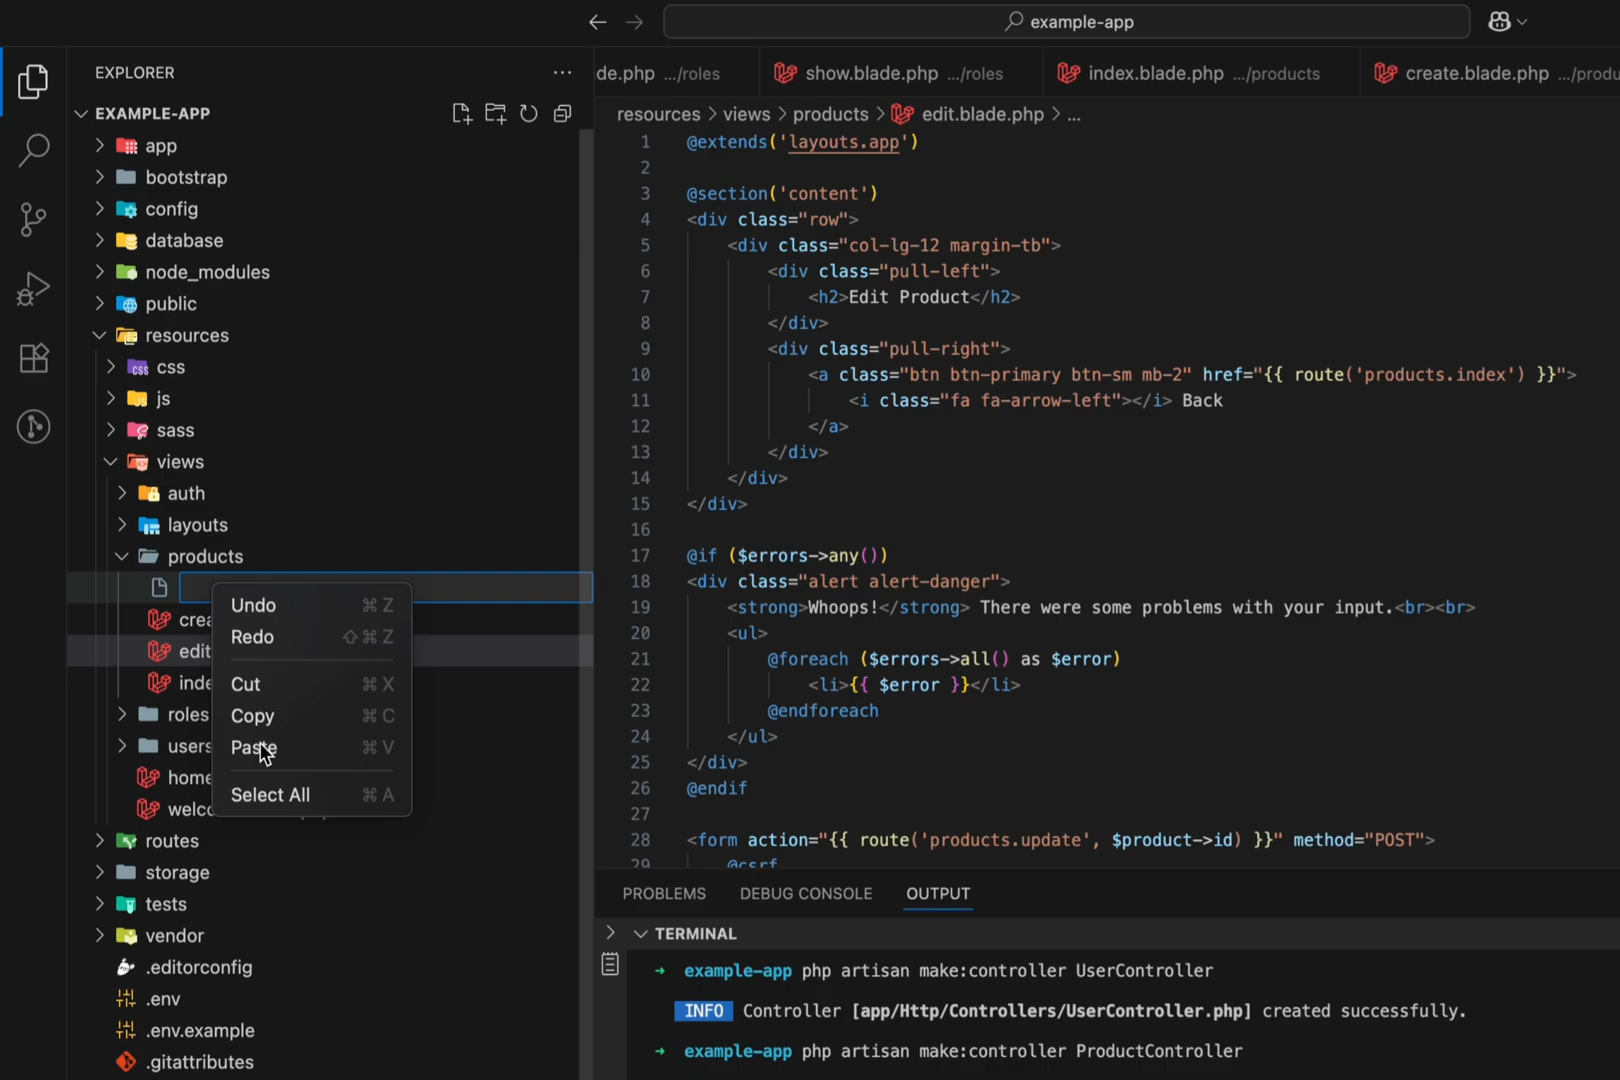 example-app
EXPLORER
EXAMPLE-APP
app
bootstrap
config
database
node_modules
public
resources
css
js
sass
views
auth
layouts
products
crea
edit
inde
roles
users
home
welco
routes
storage
tests
vendor
.editorconfig
.env
.env.example
.gitattributes
Undo ⌘ Z
Redo ⇧ ⌘ Z
Cut ⌘ X
Copy ⌘ C
Paste ⌘ V
Select All ⌘ A
de.php .../roles
show.blade.php .../roles
index.blade.php .../products
create.blade.php .../produ
resources > views > products > edit.blade.php > ...
1 @extends('layouts.app')
2
3 @section('content')
4 <div class="row">
5 <div class="col-lg-12 margin-tb">
6 <div class="pull-left">
7 <h2>Edit Product</h2>
8 </div>
9 <div class="pull-right">
10 <a class="btn btn-primary btn-sm mb-2" href="{{ route('products.index') }}">
11 <i class="fa fa-arrow-left"></i> Back
12 </a>
13 </div>
14 </div>
15 </div>
16
17 @if ($errors->any())
18 <div class="alert alert-danger">
19 <strong>Whoops!</strong> There were some problems with your input.<br><br>
20 <ul>
21 @foreach ($errors->all() as $error)
22 <li>{{ $error }}</li>
23 @endforeach
24 </ul>
25 </div>
26 @endif
27
28 <form action="{{ route('products.update', $product->id) }}" method="POST">
29 @csrf
PROBLEMS DEBUG CONSOLE OUTPUT
TERMINAL
→ example-app php artisan make:controller UserController
INFO Controller [app/Http/Controllers/UserController.php] created successfully.
→ example-app php artisan make:controller ProductController